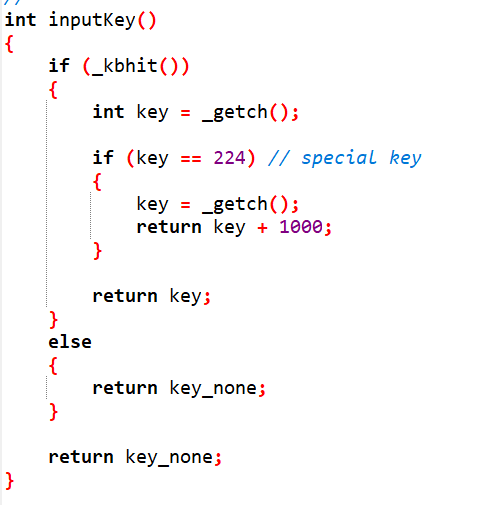 //
int inputKey()
{
    if (_kbhit())
    {
        int key = _getch();

        if (key == 224) // special key
        {
            key = _getch();
            return key + 1000;
        }

        return key;
    }
    else
    {
        return key_none;
    }

    return key_none;
}